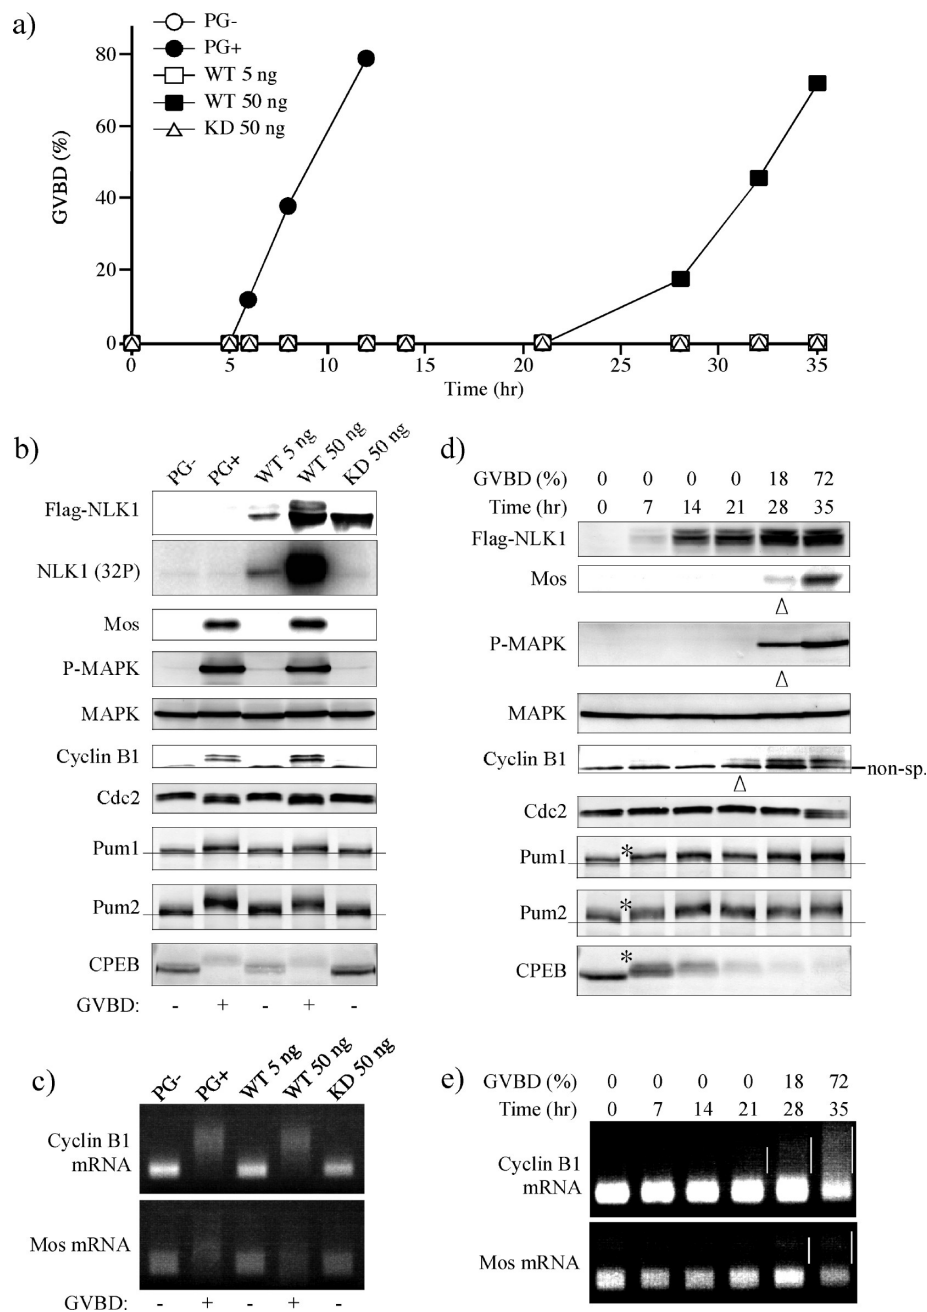 a)
PG-
PG+
WT 5 ng
WT 50 ng
KD 50 ng
GVBD (%)
80
60
40
20
0
0 5 10 15 20 25 30 35
Time (hr)
b)
PG- PG+ WT 5 ng WT 50 ng KD 50 ng
Flag-NLK1
NLK1 (32P)
Mos
P-MAPK
MAPK
Cyclin B1
Cdc2
Pum1
Pum2
CPEB
GVBD: - + - + -
c)
PG- PG+ WT 5 ng WT 50 ng KD 50 ng
Cyclin B1
mRNA
Mos mRNA
GVBD: - + - + -
d)
GVBD (%) 0 0 0 0 18 72
Time (hr) 0 7 14 21 28 35
Flag-NLK1
Mos
P-MAPK
MAPK
Cyclin B1
non-sp.
Cdc2
Pum1 *
Pum2 *
CPEB *
e)
GVBD (%) 0 0 0 0 18 72
Time (hr) 0 7 14 21 28 35
Cyclin B1
mRNA
Mos mRNA